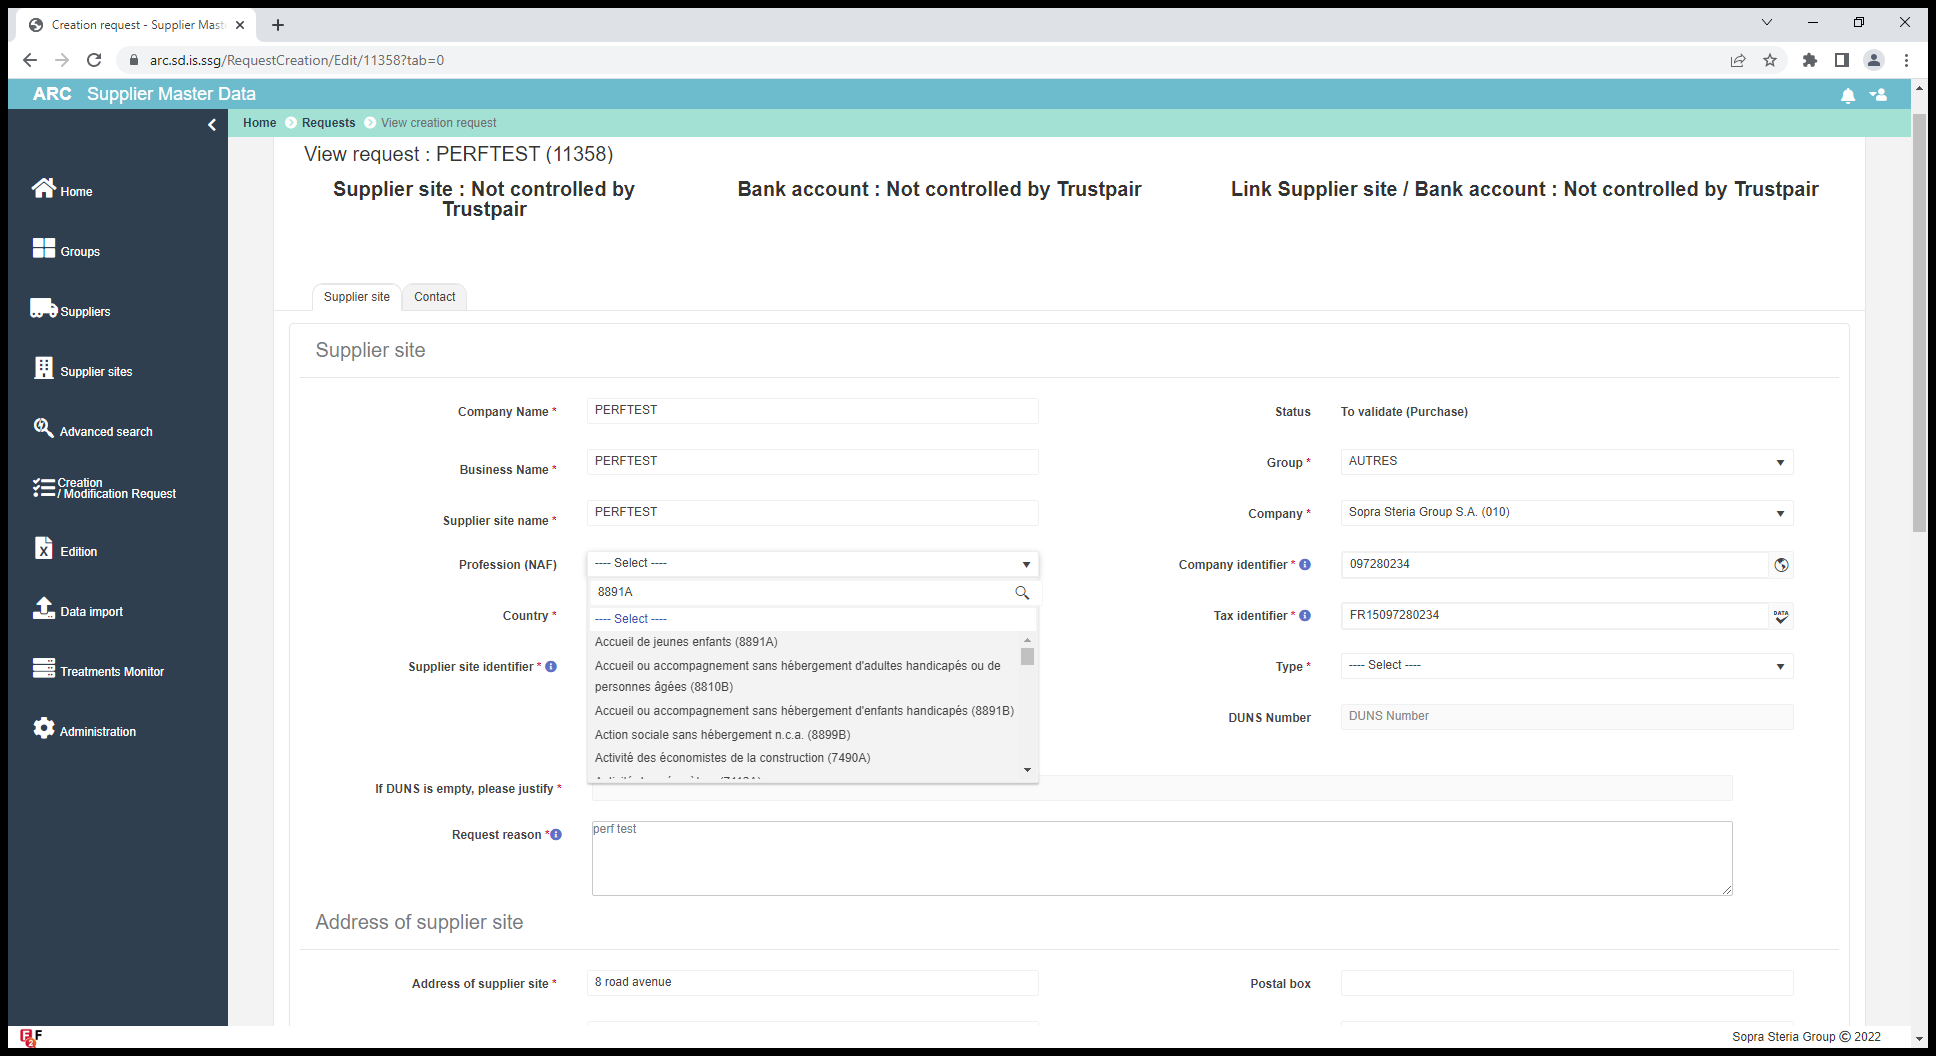 Creation request - Supplier Mast
arc.sd.is.ssg/RequestCreation/Edit/11358?tab=0
ARC Supplier Master Data
Home Requests View creation request
Home
Groups
Suppliers
Supplier sites
Advanced search
Creation
/ Modification Request
Edition
Data import
Treatments Monitor
Administration
View request : PERFTEST (11358)
Supplier site : Not controlled by
Trustpair
Bank account : Not controlled by Trustpair
Link Supplier site / Bank account : Not controlled by Trustpair
Supplier site Contact
Supplier site
Company Name * PERFTEST
Status To validate (Purchase)
Business Name * PERFTEST
Group * AUTRES
Supplier site name * PERFTEST
Company * Sopra Steria Group S.A. (010)
Profession (NAF) ---- Select ----
Company identifier * 097280234
8891A
Country * ---- Select ----
Tax identifier * FR15097280234
DATA
Accueil de jeunes enfants (8891A)
Supplier site identifier * Accueil ou accompagnement sans hébergement d'adultes handicapés ou de
personnes âgées (8810B)
Type * ---- Select ----
Accueil ou accompagnement sans hébergement d'enfants handicapés (8891B)
DUNS Number DUNS Number
Action sociale sans hébergement n.c.a. (8899B)
Activité des économistes de la construction (7490A)
If DUNS is empty, please justify *
Request reason * perf test
Address of supplier site
Address of supplier site * 8 road avenue
Postal box
F F
2
Sopra Steria Group © 2022